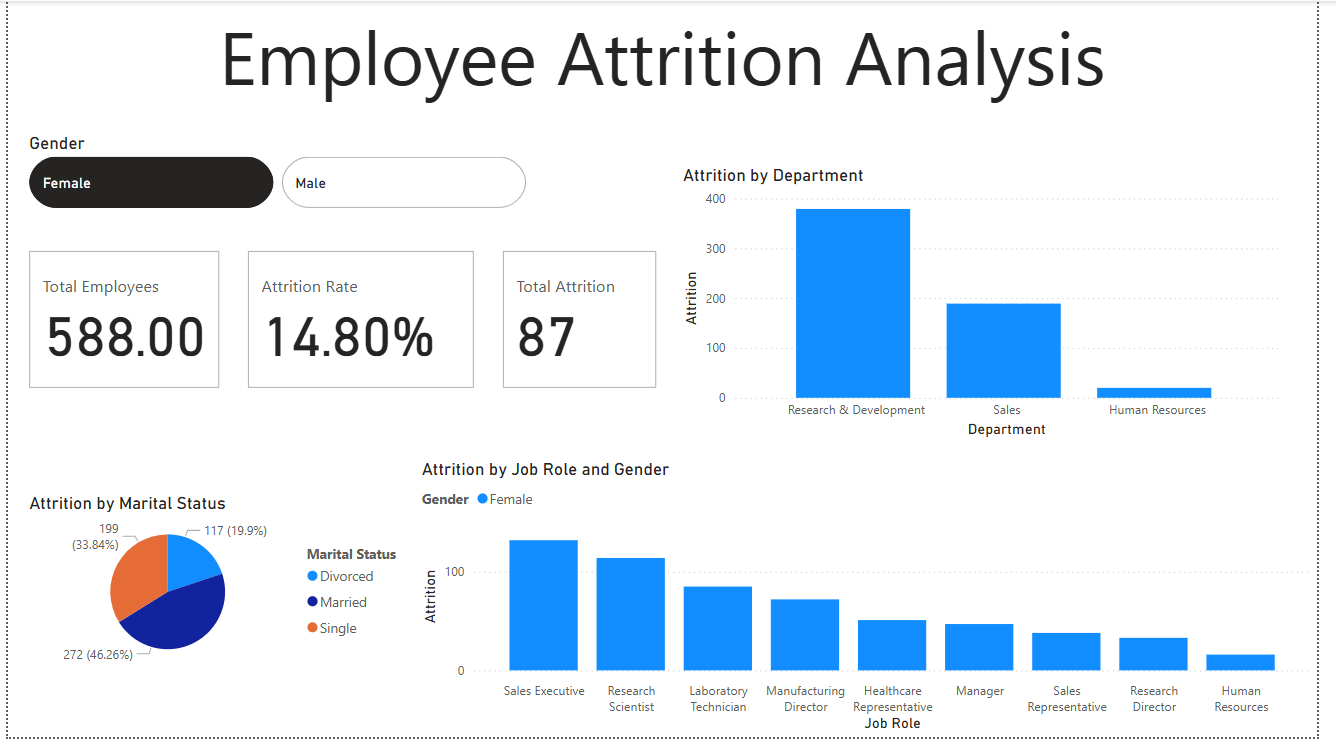 Employee Attrition Analysis
Gender
Female
Male
Total Employees
588.00
Attrition Rate
14.80%
Total Attrition
87
Attrition by Department
Attrition
400
300
200
100
0
Research & Development
Sales
Human Resources
Department
Attrition by Marital Status
199
(33.84%)
117 (19.9%)
272 (46.26%)
Marital Status
Divorced
Married
Single
Attrition by Job Role and Gender
Gender
Female
Attrition
100
0
Sales Executive
Research
Scientist
Laboratory
Technician
Manufacturing
Director
Healthcare
Representative
Manager
Sales
Representative
Research
Director
Human
Resources
Job Role